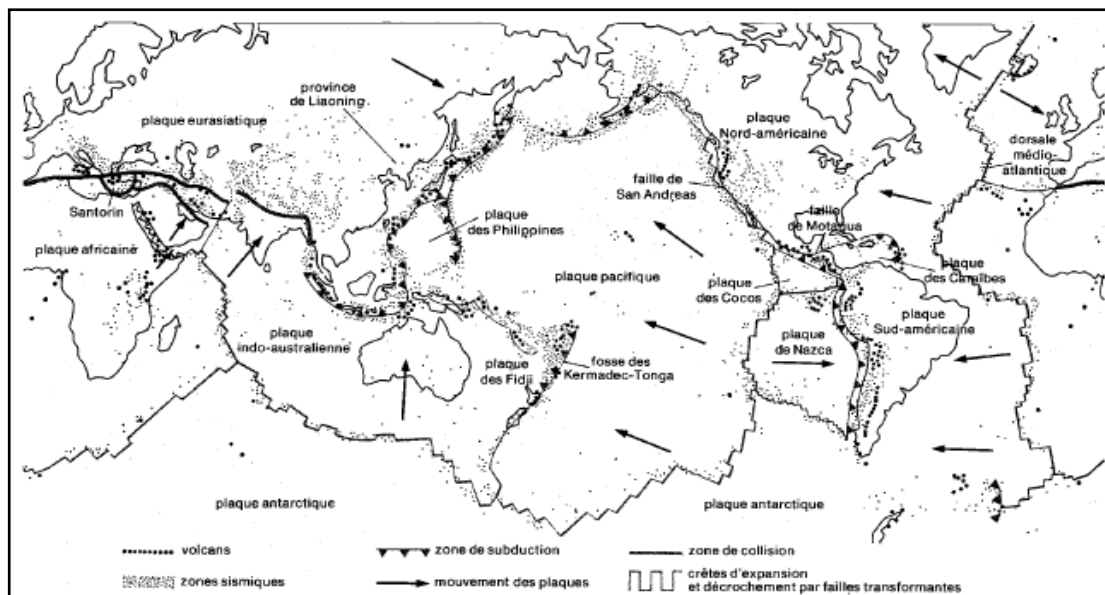 province
de Liaoning
plaque eurasiatique
plaque
Nord-américaine
dorsale
médio-
atlantique
Santorin
faille de
San Andreas
plaque
des Philippines
faille
de Motagua
plaque africaine
plaque pacifique
plaque
des Cocos
plaque
des Caraïbes
plaque
indo-australienne
plaque
Sud-américaine
plaque
de Nazca
plaque
des Fidji
fosse des
Kermadec-Tonga
plaque antarctique
plaque antarctique
volcans
zone de subduction
zone de collision
zones sismiques
mouvement des plaques
crêtes d'expansion
et décrochement par failles transformantes